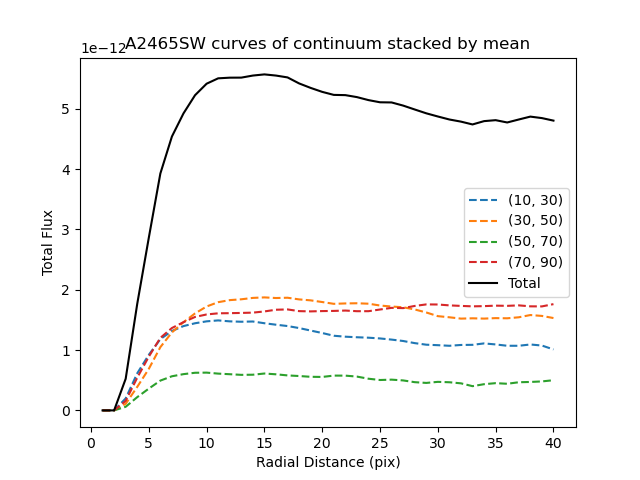 1e−12
A2465SW curves of continuum stacked by mean
Total Flux
5
4
3
2
1
0
(10, 30)
(30, 50)
(50, 70)
(70, 90)
Total
0 5 10 15 20 25 30 35 40
Radial Distance (pix)